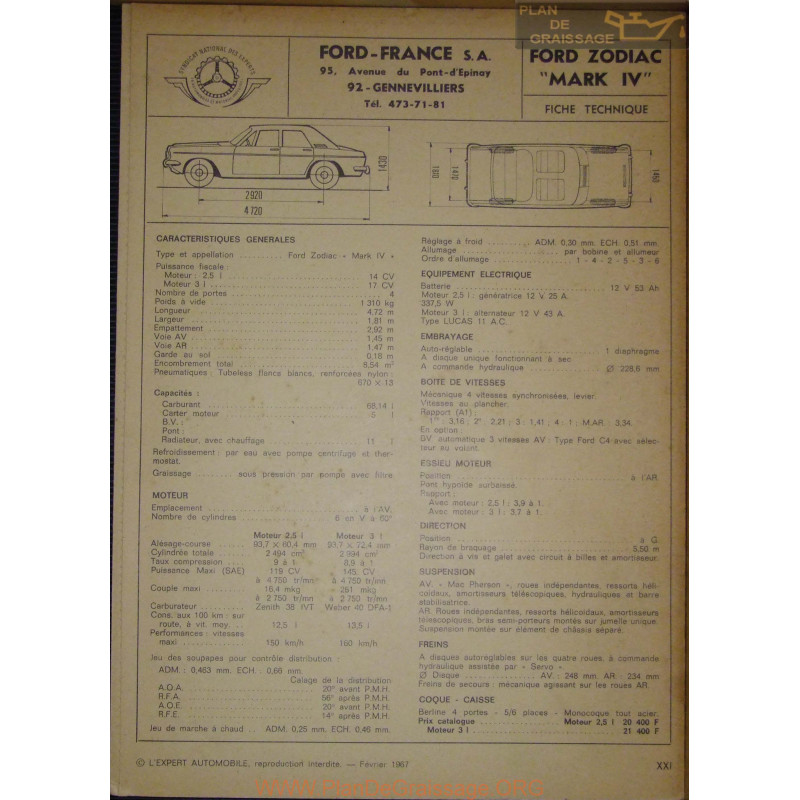 PLAN
DE
GRAISSAGE
SYNDICAT NATIONAL DES EXPERTS
FORD-FRANCE S.A.
95, Avenue du Pont-d'Epinay
92 - GENNEVILLIERS
Tél. 473-71-81
FORD ZODIAC
"MARK IV"
FICHE TECHNIQUE
2 920
4 720
1 430
1 810
1 470
1 450
CARACTERISTIQUES GENERALES
Type et appellation .......... Ford Zodiac « Mark IV »
Puissance fiscale :
Moteur : 2,5 l .......... 14 CV
Moteur 3 l .......... 17 CV
Nombre de portes .......... 4
Poids à vide .......... 1 310 kg
Longueur .......... 4,72 m
Largeur .......... 1,81 m
Empattement .......... 2,92 m
Voie AV .......... 1,45 m
Voie AR .......... 1,47 m
Garde au sol .......... 0,18 m
Encombrement total .......... 8,54 m²
Pneumatiques : Tubeless flancs blancs, renforcées nylon :
670 × 13
Capacités :
Carburant .......... 68,14 l
Carter moteur .......... 5 l
B.V. :
Pont :
Radiateur, avec chauffage .......... 11 l
Refroidissement : par eau avec pompe centrifuge et ther-
mostat.
Graissage ........ sous pression par pompe avec filtre
MOTEUR
Emplacement .......... à l'AV.
Nombre de cylindres .......... 6 en V à 60°
Moteur 2,5 l Moteur 3 l
Alésage-course .... 93,7 × 60,4 mm 93,7 × 72,4 mm
Cylindrée totale .... 2 494 cm³ 2 994 cm³
Taux compression .... 9 à 1 8,9 à 1
Puissance Maxi (SAE) 119 CV 145 CV
à 4 750 tr/mn à 4 750 tr/mn
Couple maxi ........ 18,4 mkg 261 mkg
à 2 750 tr/mn à 2 750 tr/mn
Carburateur ........ Zenith 38 IVT Weber 40 DFA-1
Cons. aux 100 km : sur
route, à vit. moy. .. 12,5 l 13,5 l
Performances : vitesses
maxi .......... 150 km/h 160 km/h
Jeu des soupapes pour contrôle distribution :
ADM. : 0,463 mm. ECH. : 0,66 mm.
Calage de la distribution
A.O.A. .......... 20° avant P.M.H.
R.F.A. .......... 56° après P.M.H.
A.O.E. .......... 20° avant P.M.H.
R.F.E. .......... 14° après P.M.H.
Jeu de marche à chaud .. ADM. 0,25 mm. ECH. 0,46 mm.
Réglage à froid .......... ADM. 0,30 mm. ECH. 0,51 mm.
Allumage .......... par bobine et allumeur
Ordre d'allumage .......... 1 - 4 - 2 - 5 - 3 - 6
EQUIPEMENT ELECTRIQUE
Batterie .......... 12 V 53 Ah
Moteur 2,5 l : génératrice 12 V 25 A.
337,5 W
Moteur 3 l : alternateur 12 V 43 A.
Type LUCAS 11 A.C.
EMBRAYAGE
Auto-réglable .......... 1 diaphragme
A disque unique fonctionnant à sec.
A commande hydraulique .......... Ø 228,6 mm
BOITE DE VITESSES
Mécanique 4 vitesses synchronisées, levier.
Vitesses au plancher.
Rapport (A1) :
1re 3,16 ; 2e 2,21 ; 3 : 1,41 ; 4 : 1 ; M.AR : 3,34.
En option :
BV automatique 3 vitesses AV : Type Ford C4 avec sélec-
teur au volant.
ESSIEU MOTEUR
Position .......... à l'AR.
Pont hypoïde surbaissé.
Rapport :
Avec moteur : 2,5 l : 3,9 à 1.
Avec moteur : 3 l : 3,7 à 1.
DIRECTION
Position .......... à G.
Rayon de braquage .......... 5,50 m
Direction à vis et galet avec circuit à billes et amortisseur.
SUSPENSION
AV. « Mac Pherson », roues indépendantes, ressorts héli-
coïdaux, amortisseurs télescopiques, hydrauliques et barre
stabilisatrice.
AR. Roues indépendantes, ressorts hélicoïdaux, amortisseurs
télescopiques, bras semi-porteurs montés sur jumelle unique.
Suspension montée sur élément de châssis séparé.
FREINS
A disques autoreglables sur les quatre roues, à commande
hydraulique assistée par « Servo ».
Ø Disque .......... AV. : 248 mm. AR. : 234 mm
Freins de secours : mécanique agissant sur les roues AR.
COQUE - CAISSE
Berline 4 portes - 5/6 places - Monocoque tout acier.
Prix catalogue .......... Moteur 2,5 l 20 400 F
Moteur 3 l .......... 21 400 F
© L'EXPERT AUTOMOBILE, reproduction interdite. — Février 1967
XXI
www.PlanDeGraissage.ORG